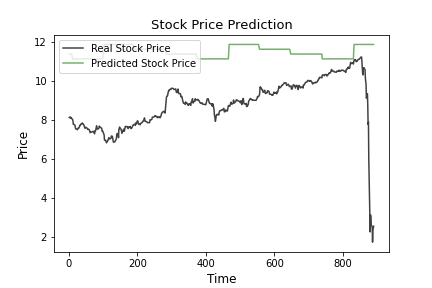 Stock Price Prediction
Real Stock Price
Predicted Stock Price
Price
12
10
8
6
4
2
0
200
400
600
800
Time